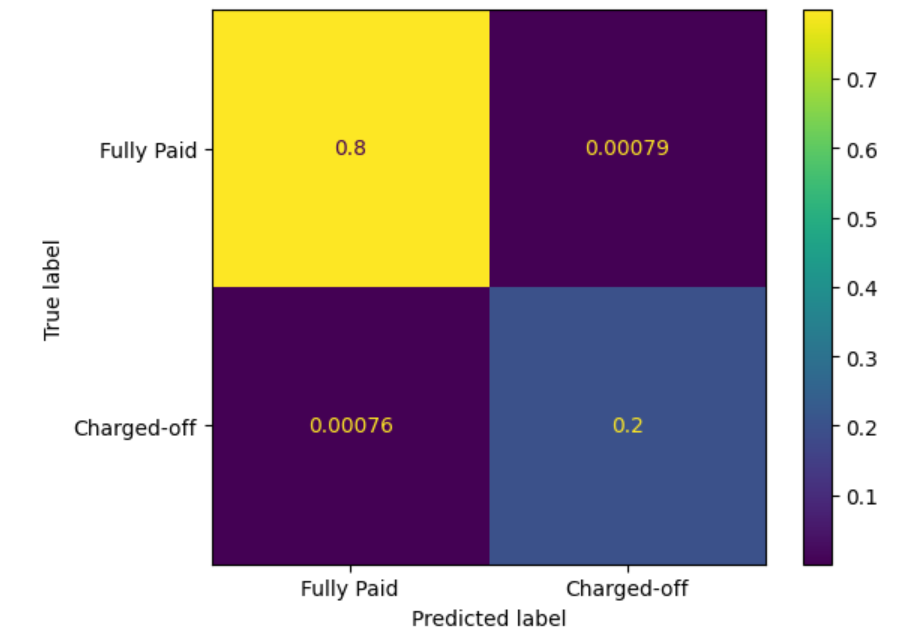 Fully Paid
Charged-off
True label
0.8
0.00079
0.00076
0.2
Fully Paid
Charged-off
Predicted label
0.7
0.6
0.5
0.4
0.3
0.2
0.1